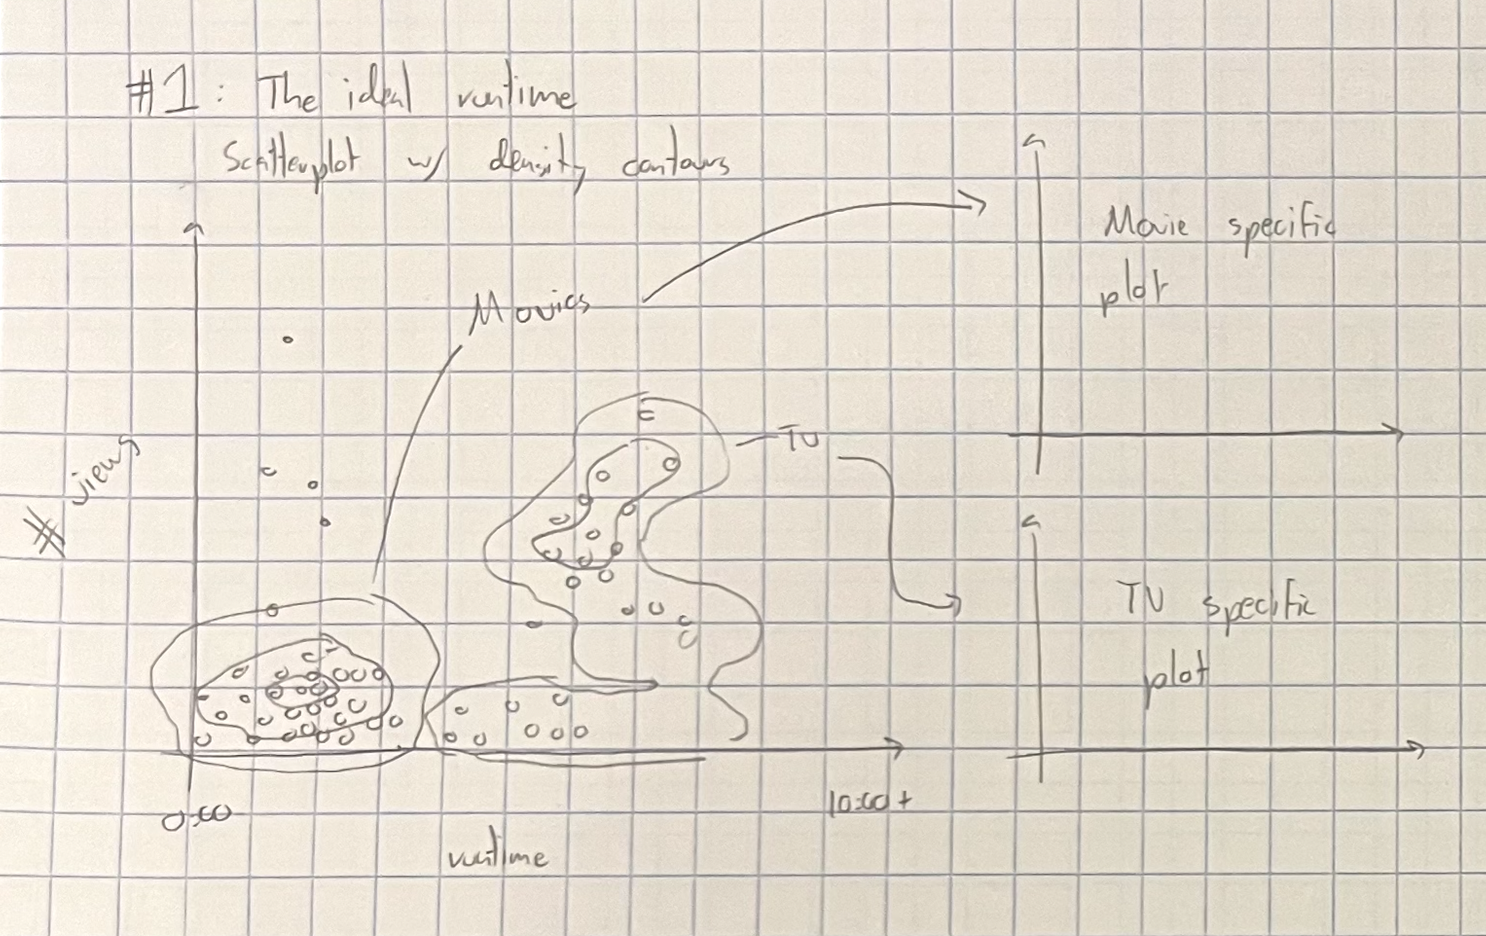 #1: The ideal runtime
Scatterplot w/ density contours
Movie specific
plot
Movies
TV
# views
TV specific
plot
0:00
10:00+
runtime